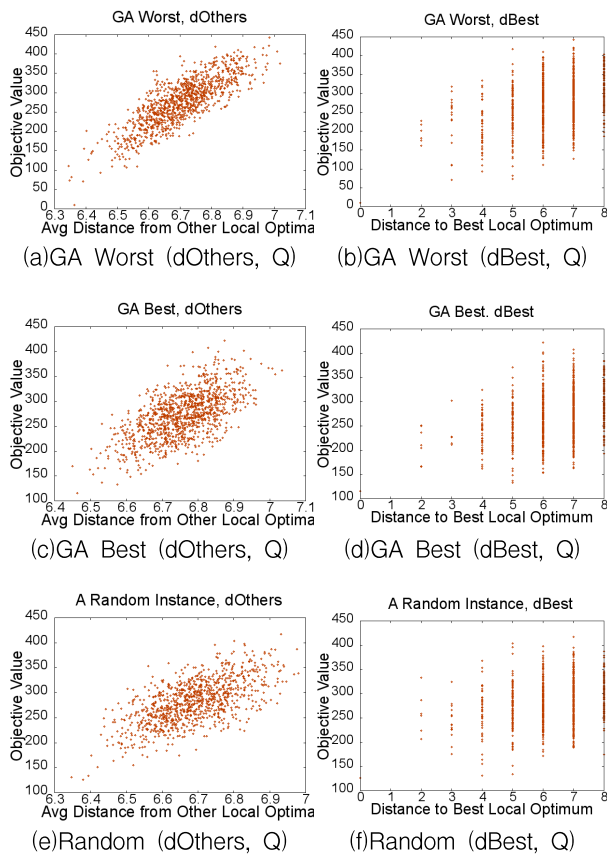 GA Worst, dOthers
450
400
350
300
250
200
150
100
50
0
Objective Value
6.3 6.4 6.5 6.6 6.7 6.8 6.9 7 7.1
Avg Distance from Other Local Optima
(a)GA Worst (dOthers, Q)
GA Worst, dBest
450
400
350
300
250
200
150
100
50
0
Objective Value
0 1 2 3 4 5 6 7 8
Distance to Best Local Optimum
(b)GA Worst (dBest, Q)
GA Best, dOthers
450
400
350
300
250
200
150
100
Objective Value
6.4 6.5 6.6 6.7 6.8 6.9 7 7.1
Avg Distance from Other Local Optima
(c)GA Best (dOthers, Q)
GA Best. dBest
450
400
350
300
250
200
150
100
Objective Value
0 1 2 3 4 5 6 7 8
Distance to Best Local Optimum
(d)GA Best (dBest, Q)
A Random Instance, dOthers
450
400
350
300
250
200
150
100
Objective Value
6.3 6.4 6.5 6.6 6.7 6.8 6.9 7
Avg Distance from Other Local Optima
(e)Random (dOthers, Q)
A Random Instance, dBest
450
400
350
300
250
200
150
100
Objective Value
0 1 2 3 4 5 6 7 8
Distance to Best Local Optimum
(f)Random (dBest, Q)